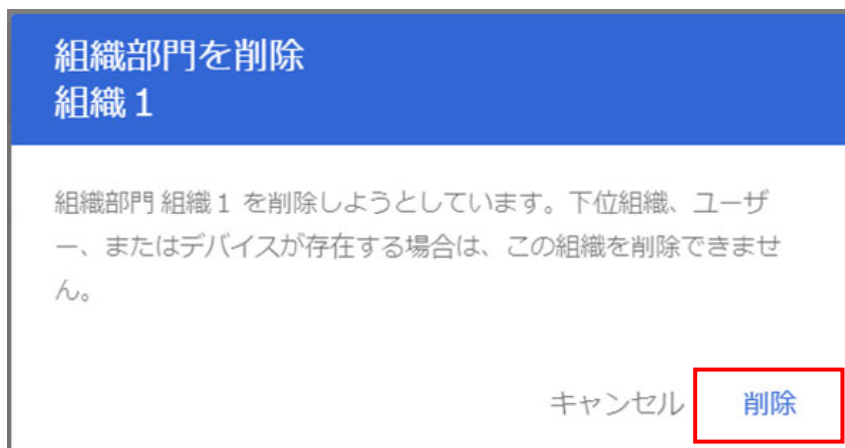 組織部門を削除
組織１
組織部門 組織１ を削除しようとしています。下位組織、ユーザ
ー、またはデバイスが存在する場合は、この組織を削除できませ
ん。
キャンセル 削除